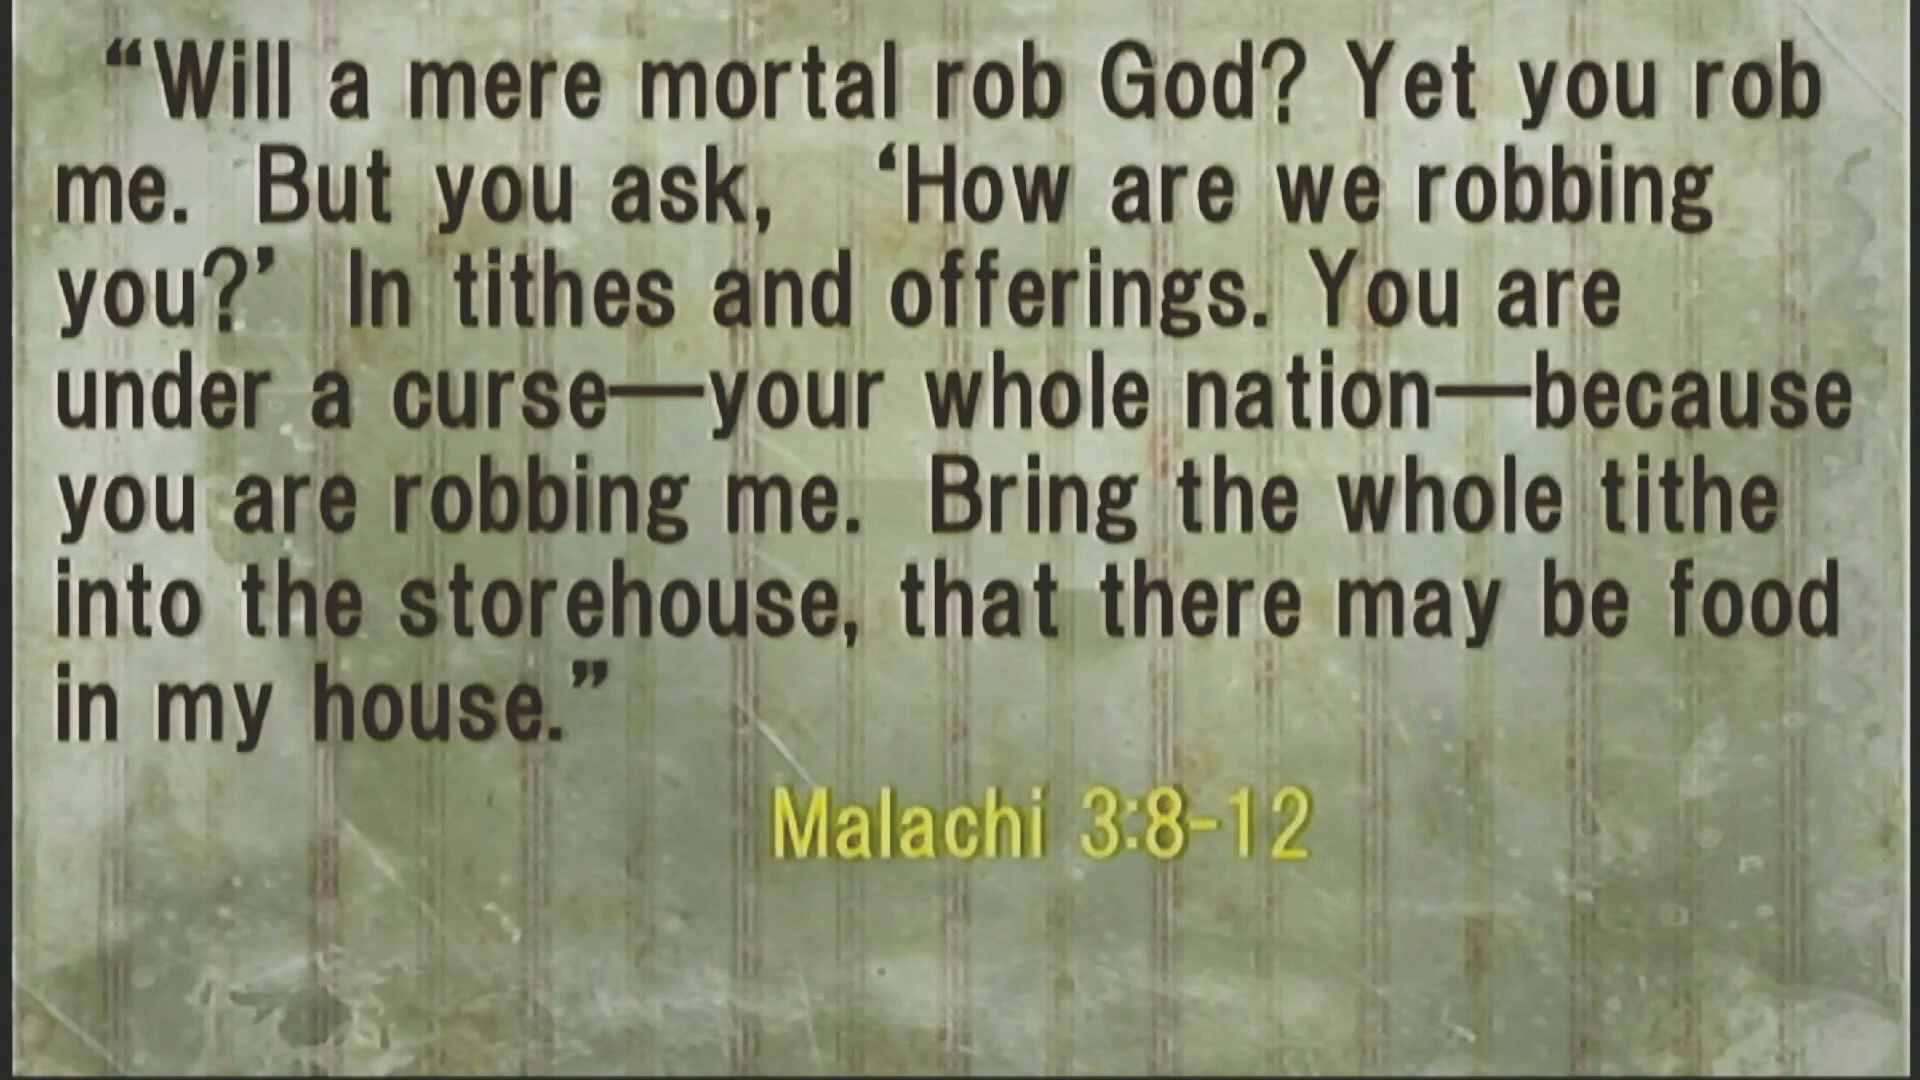 “Will a mere mortal rob God? Yet you rob
me. But you ask, ‘How are we robbing
you?’ In tithes and offerings. You are
under a curse—your whole nation—because
you are robbing me. Bring the whole tithe
into the storehouse, that there may be food
in my house.”
Malachi 3:8-12